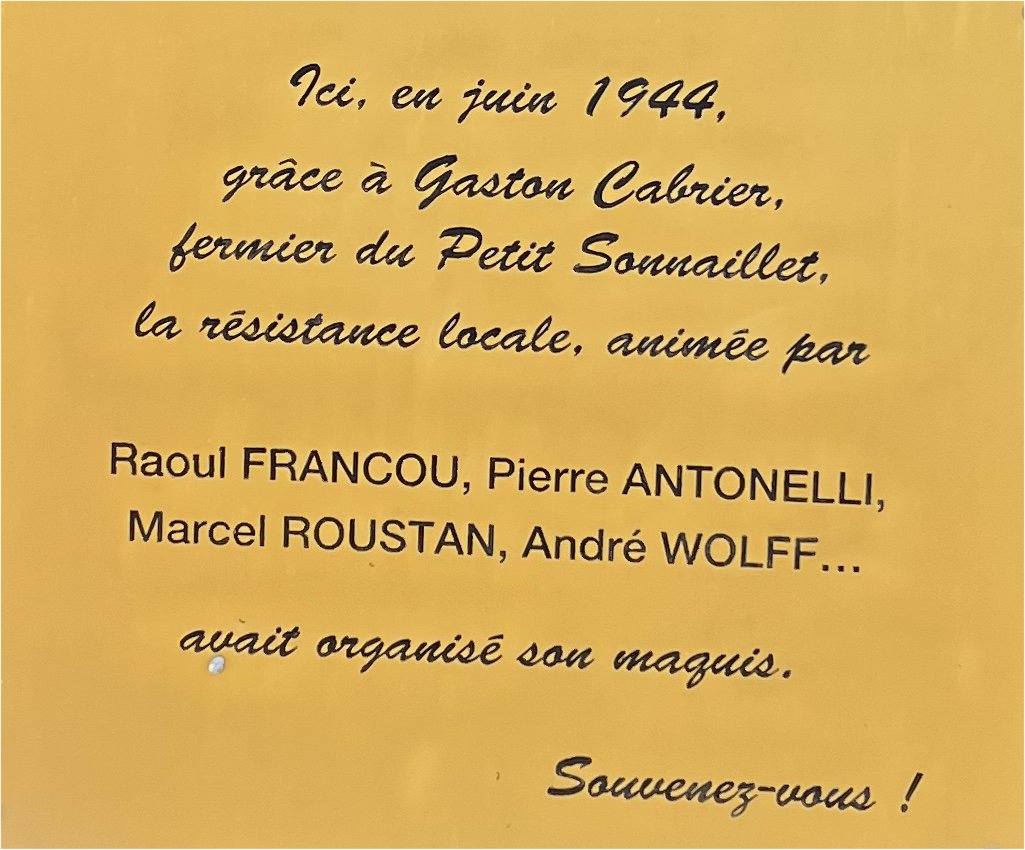 Ici, en juin 1944,
grâce à Gaston Cabrier,
fermier du Petit Sonnaillet,
la résistance locale, animée par
Raoul FRANCOU, Pierre ANTONELLI,
Marcel ROUSTAN, André WOLFF...
avait organisé son maquis.
Souvenez-vous !